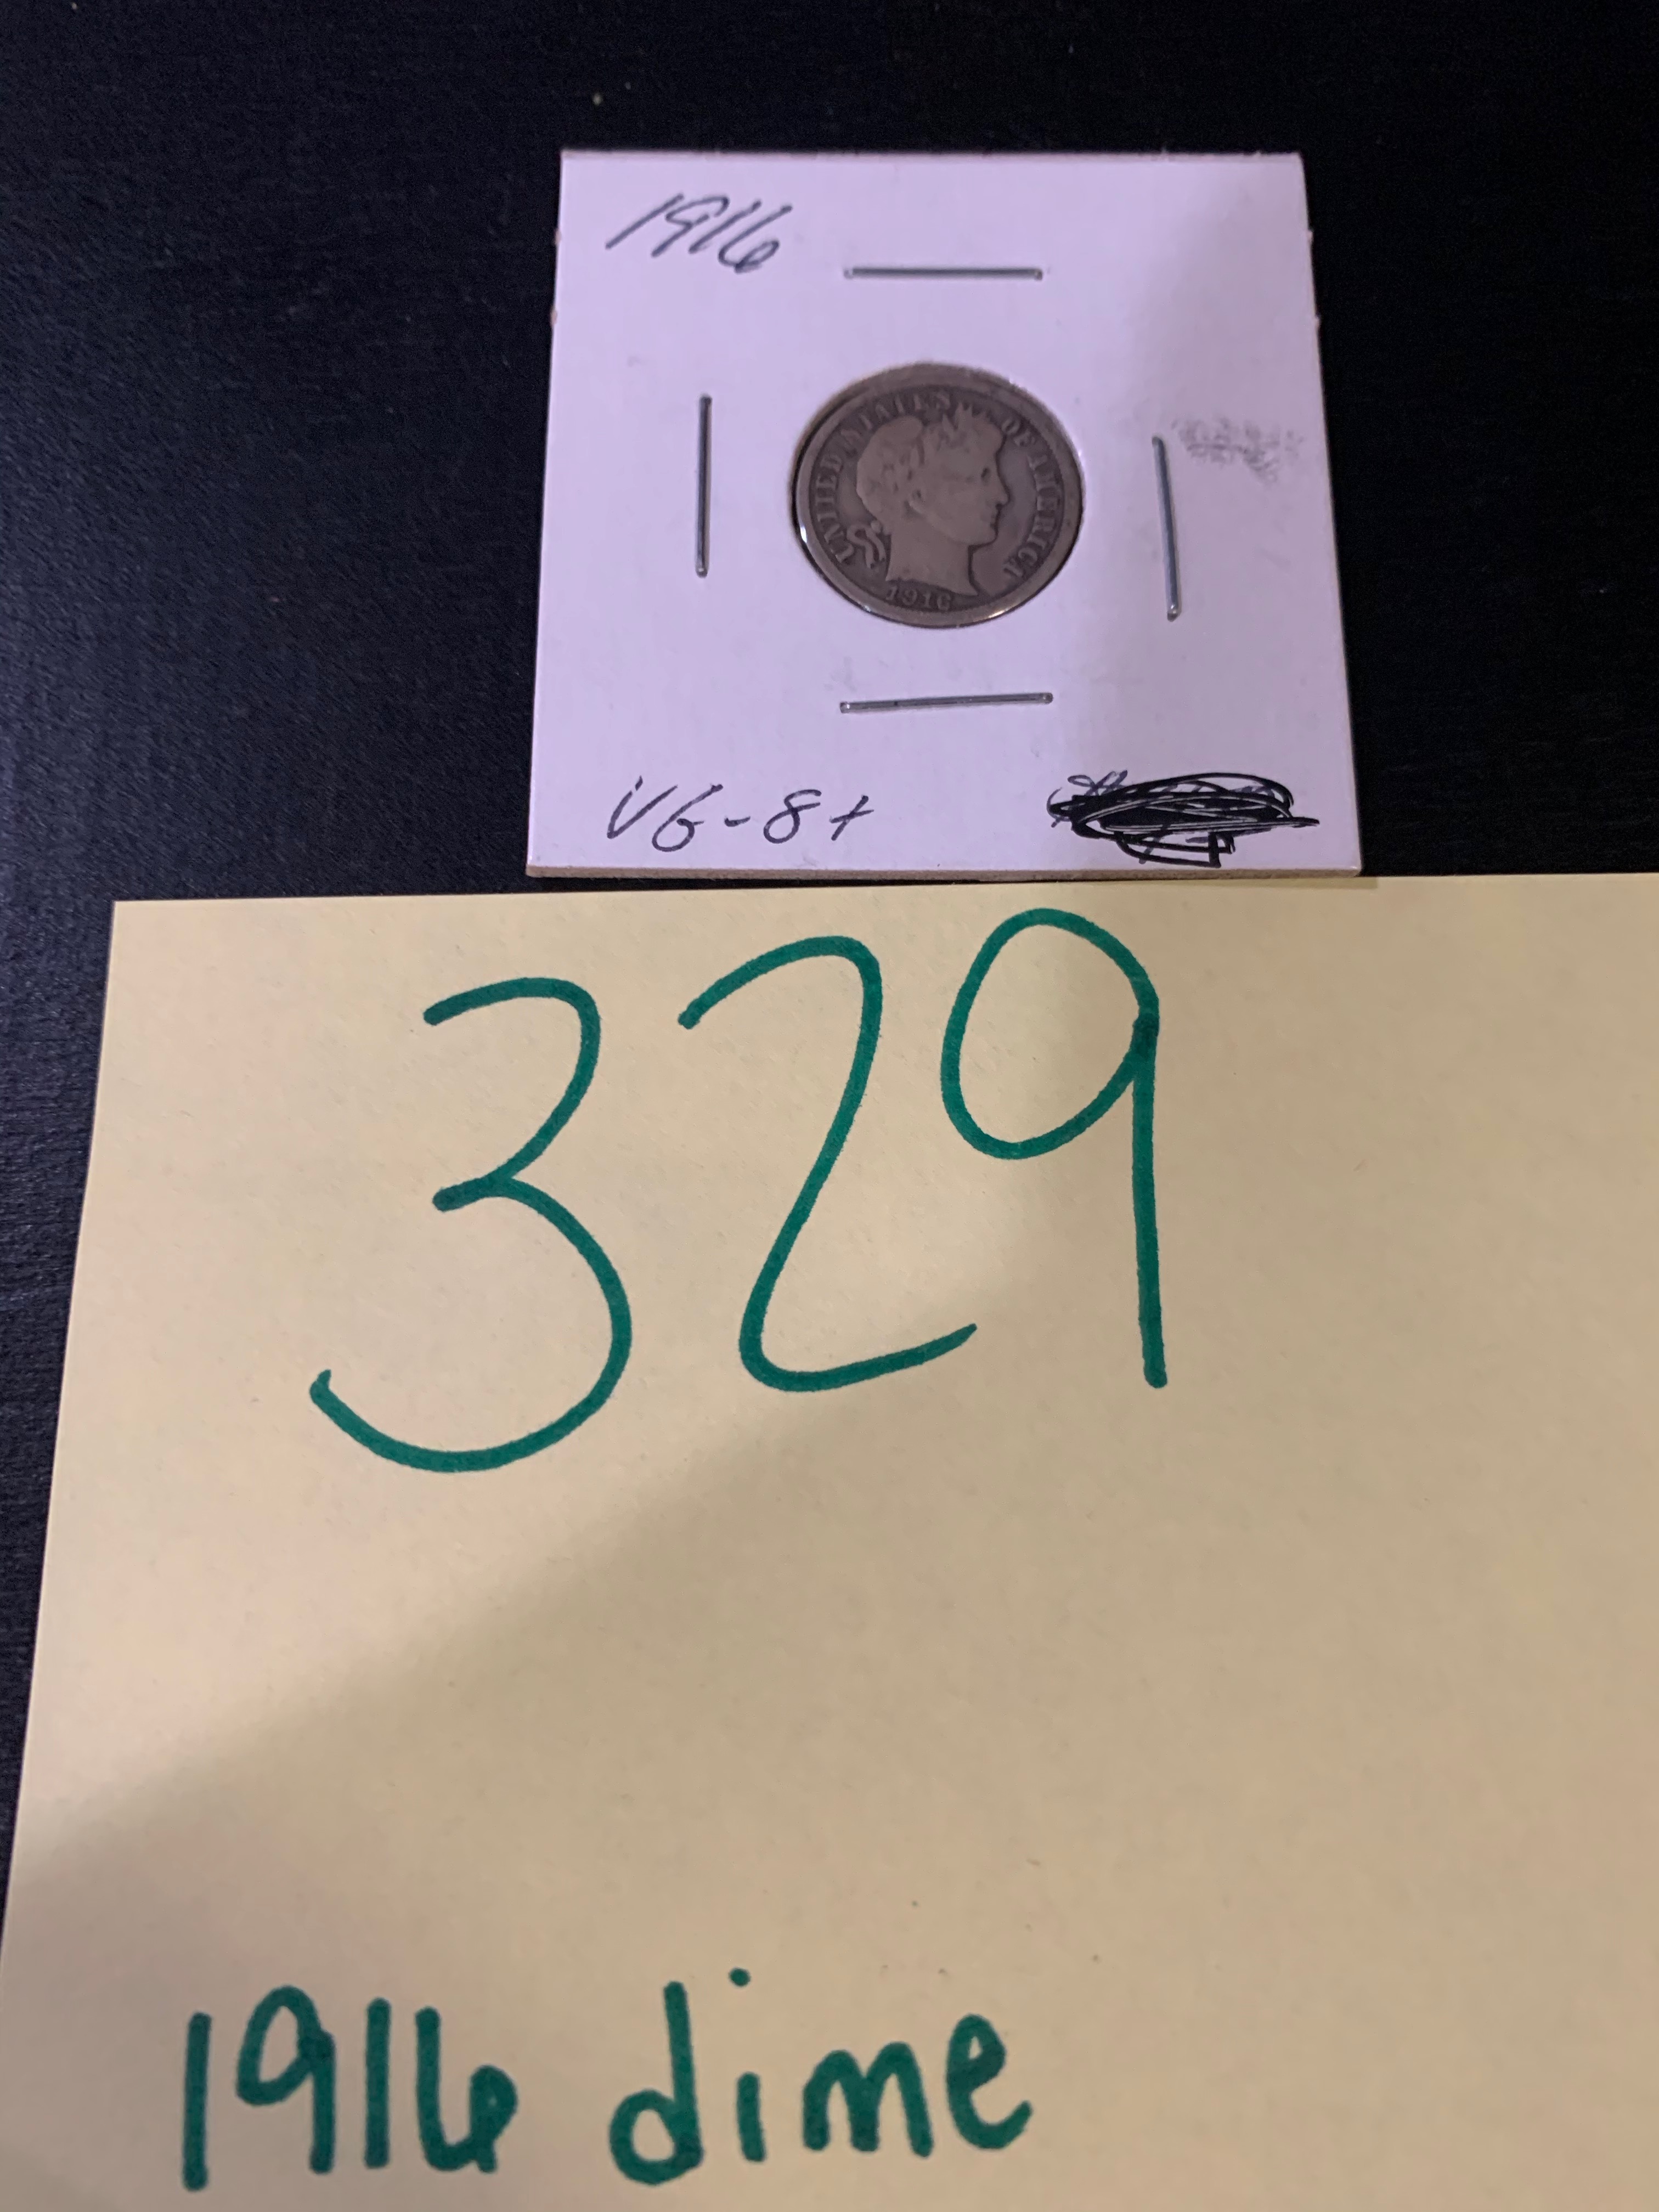 1916
UNITED STATES OF AMERICA
1916
VG-8+
329
1916 dime